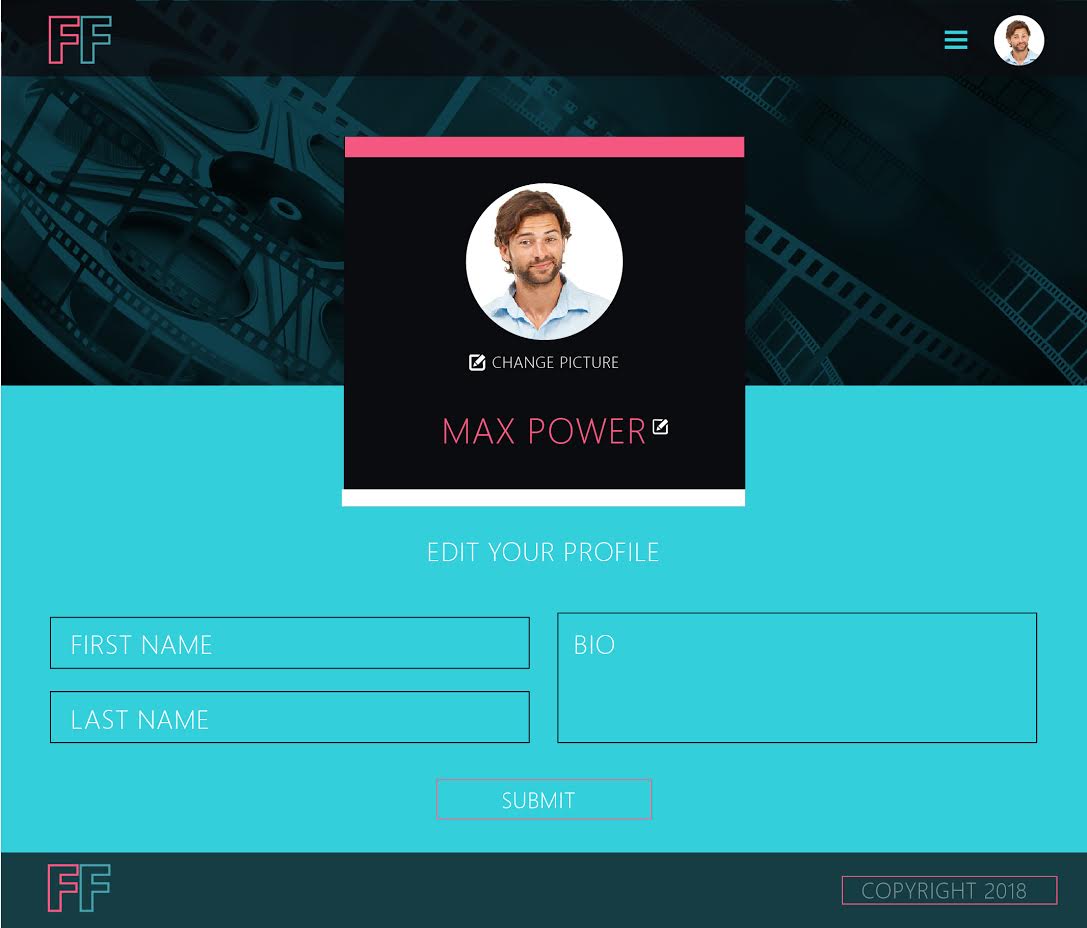 FF
CHANGE PICTURE
MAX POWER
EDIT YOUR PROFILE
FIRST NAME
BIO
LAST NAME
SUBMIT
FF
COPYRIGHT 2018